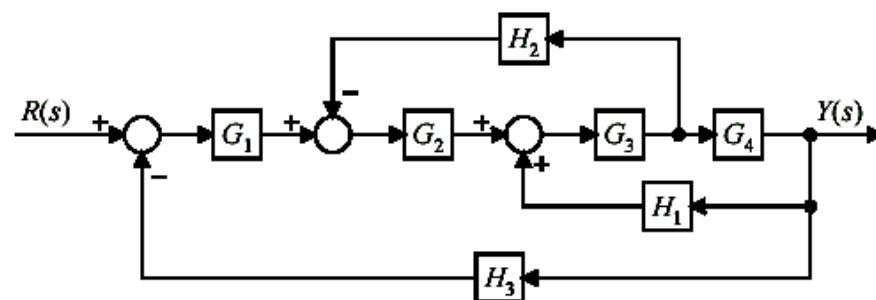 H₂
−
R(s) + G₁ + G₂ + G₃ G₄ Y(s)
− +
H₁
H₃